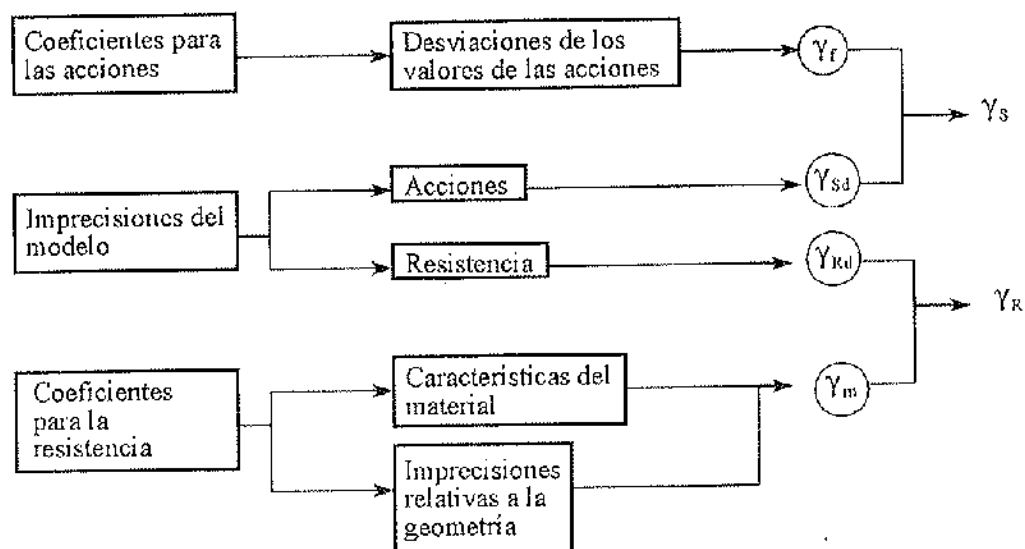 Coeficientes para
las acciones
Desviaciones de los
valores de las acciones
γf
γS
Imprecisiones del
modelo
Acciones
γSd
Resistencia
γRd
γR
Coeficientes
para la
resistencia
Características del
material
γm
Imprecisiones
relativas a la
geometría